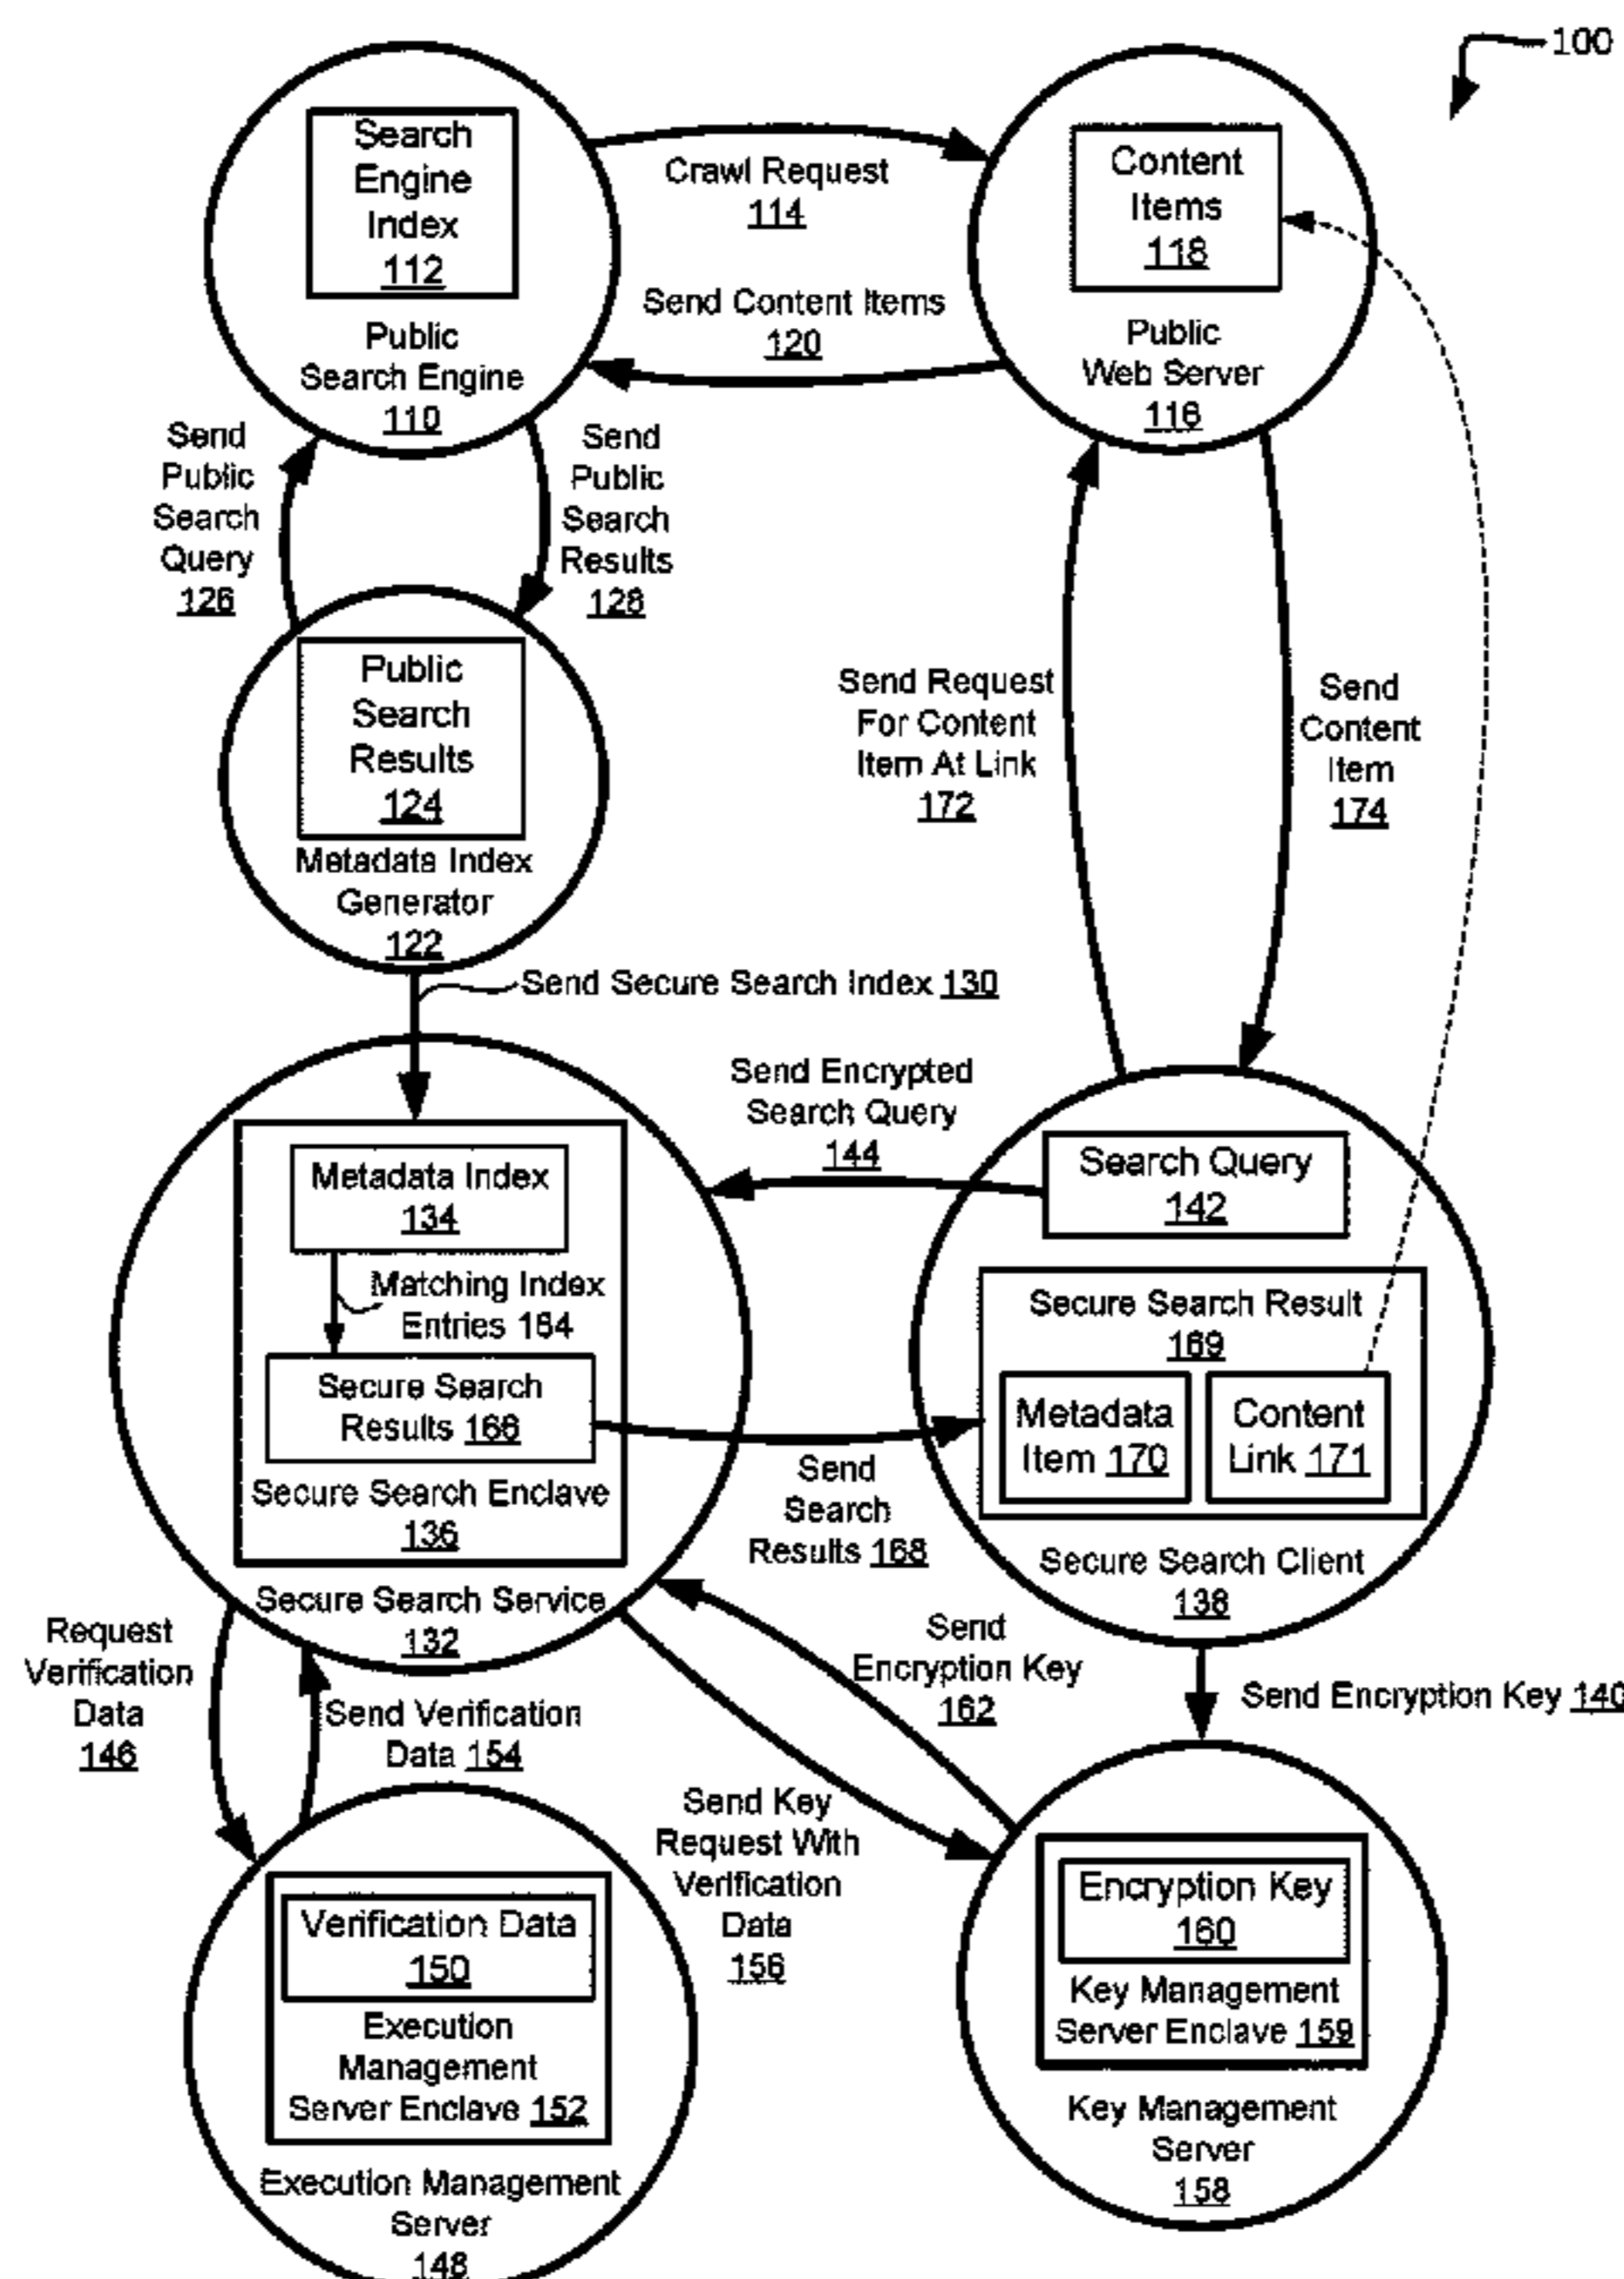 100
Search
Engine
Index
112
Public
Search Engine
110
Crawl Request
114
Send Content Items
120
Content
Items
118
Public
Web Server
116
Send
Public
Search
Query
126
Send
Public
Search
Results
128
Public
Search
Results
124
Metadada Index
Generator
122
Send Request
For Content
Item At Link
172
Send
Content
Item
174
Send Secure Search Index 130
Send Encrypted
Search Query
144
Metadada Index
134
Matching Index
Entries 164
Secure Search
Results 166
Secure Search Enclave
136
Secure Search Service
132
Search Query
142
Secure Search Result
169
Metadada
Item 170
Content
Link 171
Secure Search Client
138
Send
Search
Results 168
Request
Verification
Data
146
Send Verification
Data 154
Send
Encryption Key
162
Send Encryption Key 140
Send Key
Request With
Verification
Data
156
Verification Data
150
Execution
Management
Server Enclave 152
Execution Management
Server
148
Encryption Key
160
Key Management
Server Enclave 159
Key Management
Server
158